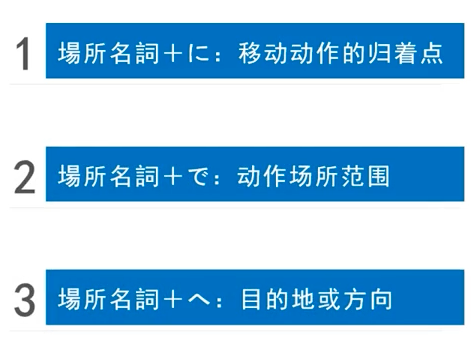 1 場所名詞＋に：移动动作的归着点
2 場所名詞＋で：动作场所范围
3 場所名詞＋へ：目的地或方向